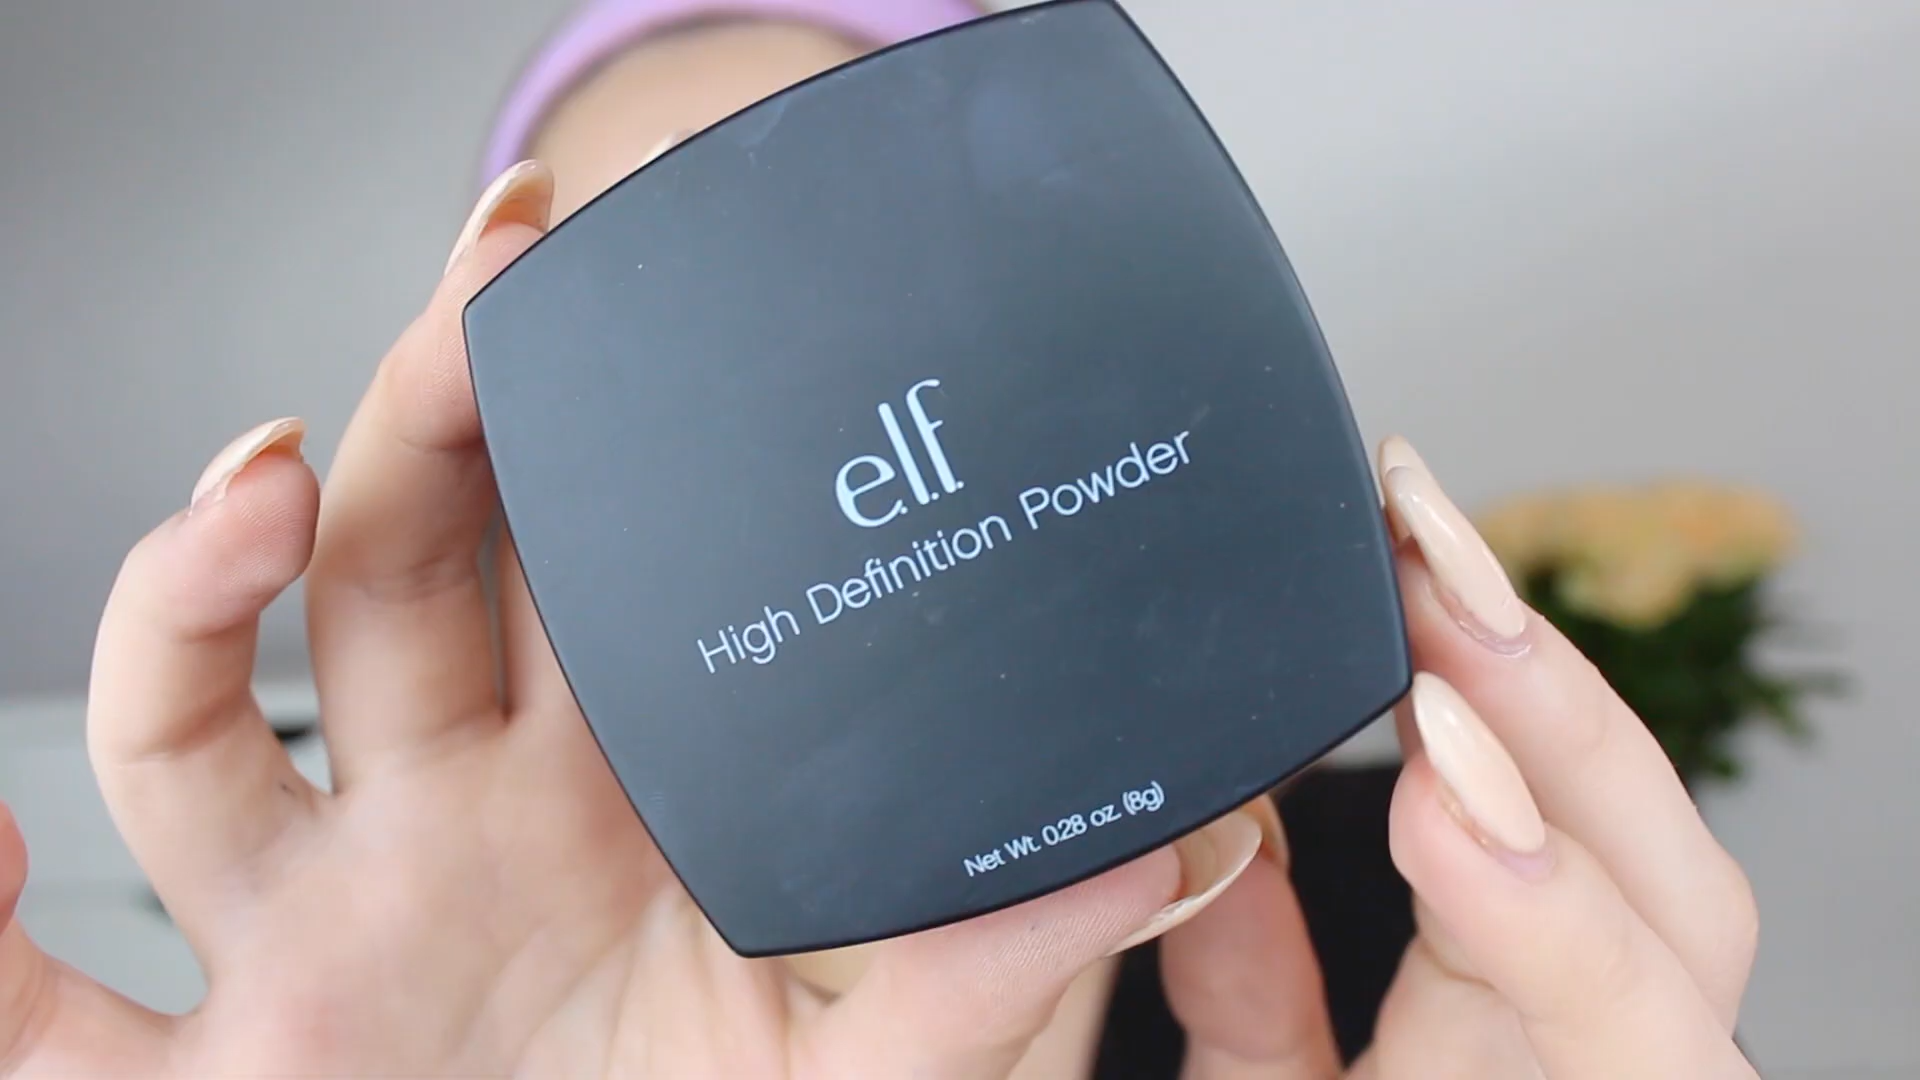 e.l.f.
High Definition Powder
Net Wt. 0.28 oz. (8g)